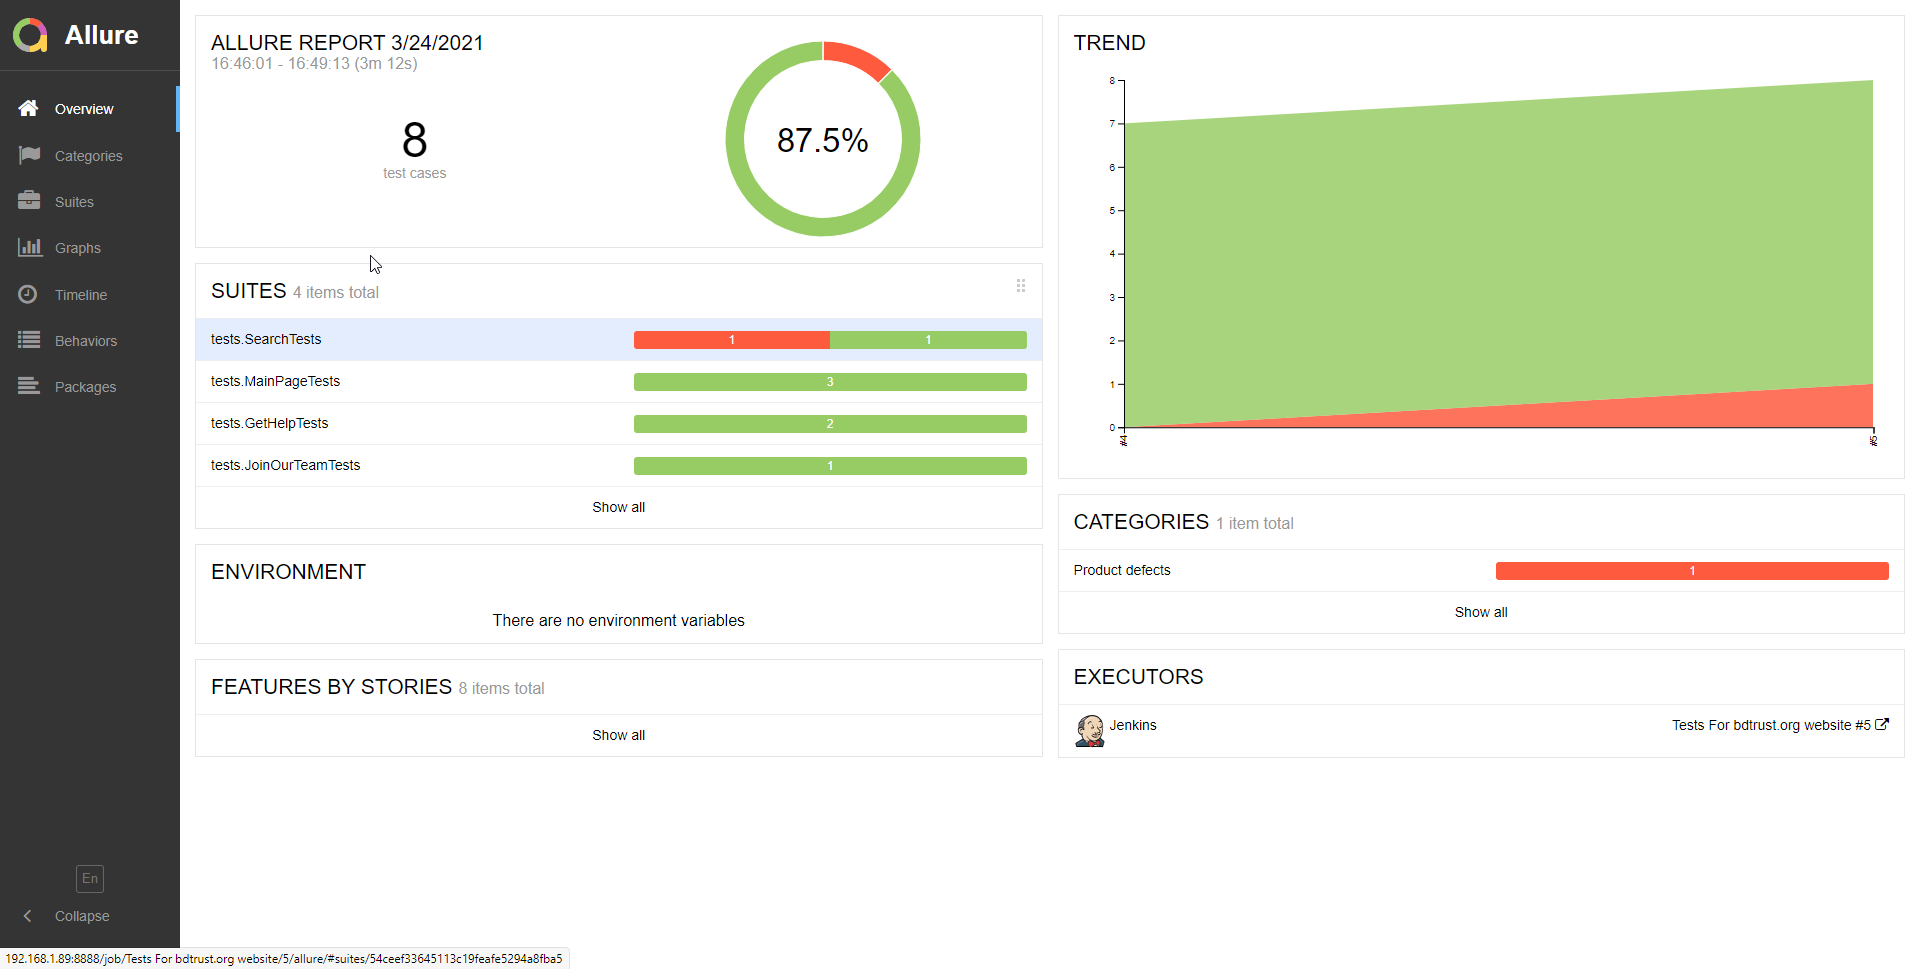 Allure
Overview
Categories
Suites
Graphs
Timeline
Behaviors
Packages
En
Collapse
ALLURE REPORT 3/24/2021
16:46:01 - 16:49:13 (3m 12s)
8
test cases
87.5%
SUITES 4 items total
tests.SearchTests 1 1
tests.MainPageTests 3
tests.GetHelpTests 2
tests.JoinOurTeamTests 1
Show all
ENVIRONMENT
There are no environment variables
FEATURES BY STORIES 8 items total
Show all
TREND
8
7
6
5
4
3
2
1
0
#4 #5
CATEGORIES 1 item total
Product defects 1
Show all
EXECUTORS
Jenkins Tests For bdtrust.org website #5
192.168.1.89:8888/job/Tests For bdtrust.org website/5/allure/#suites/54ceef33645113c19feafe5294a8fba5